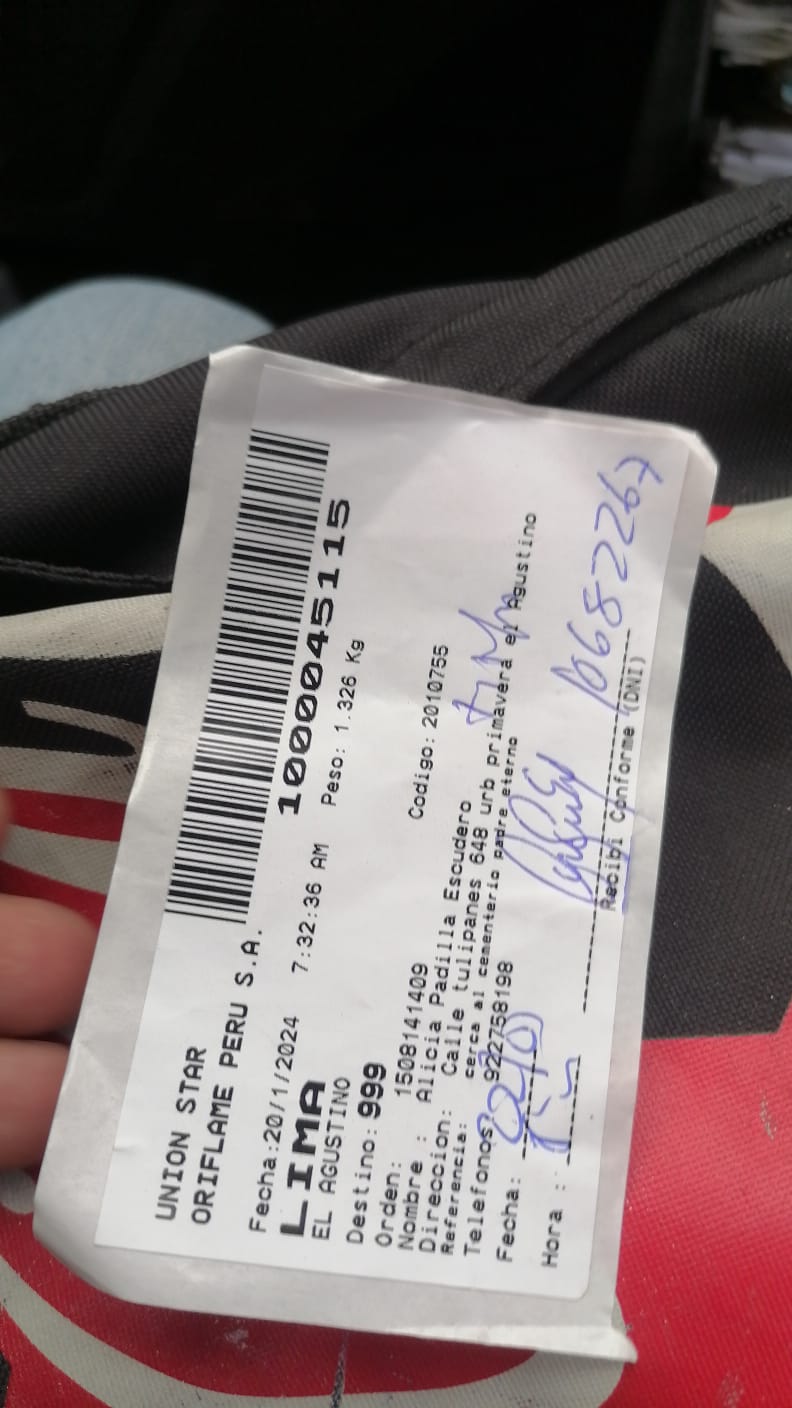 UNION STAR
ORIFLAME PERU S.A.
Fecha:20/1/2024 7:32:36 AM
1000045115
LIMA
Peso: 1.326 Kg
EL AGUSTINO
Destino: 999
Orden: 1508141409 Codigo: 2010755
Nombre : Alicia Padilla Escudero
Direccion: Calle tulipanes 648 urb primavera el Agustino
Referencia: cerca al cementerio padre eterno
Telefonos: 922758198
Fecha:
10682267
Hora :
Recibi Conforme (DNI)